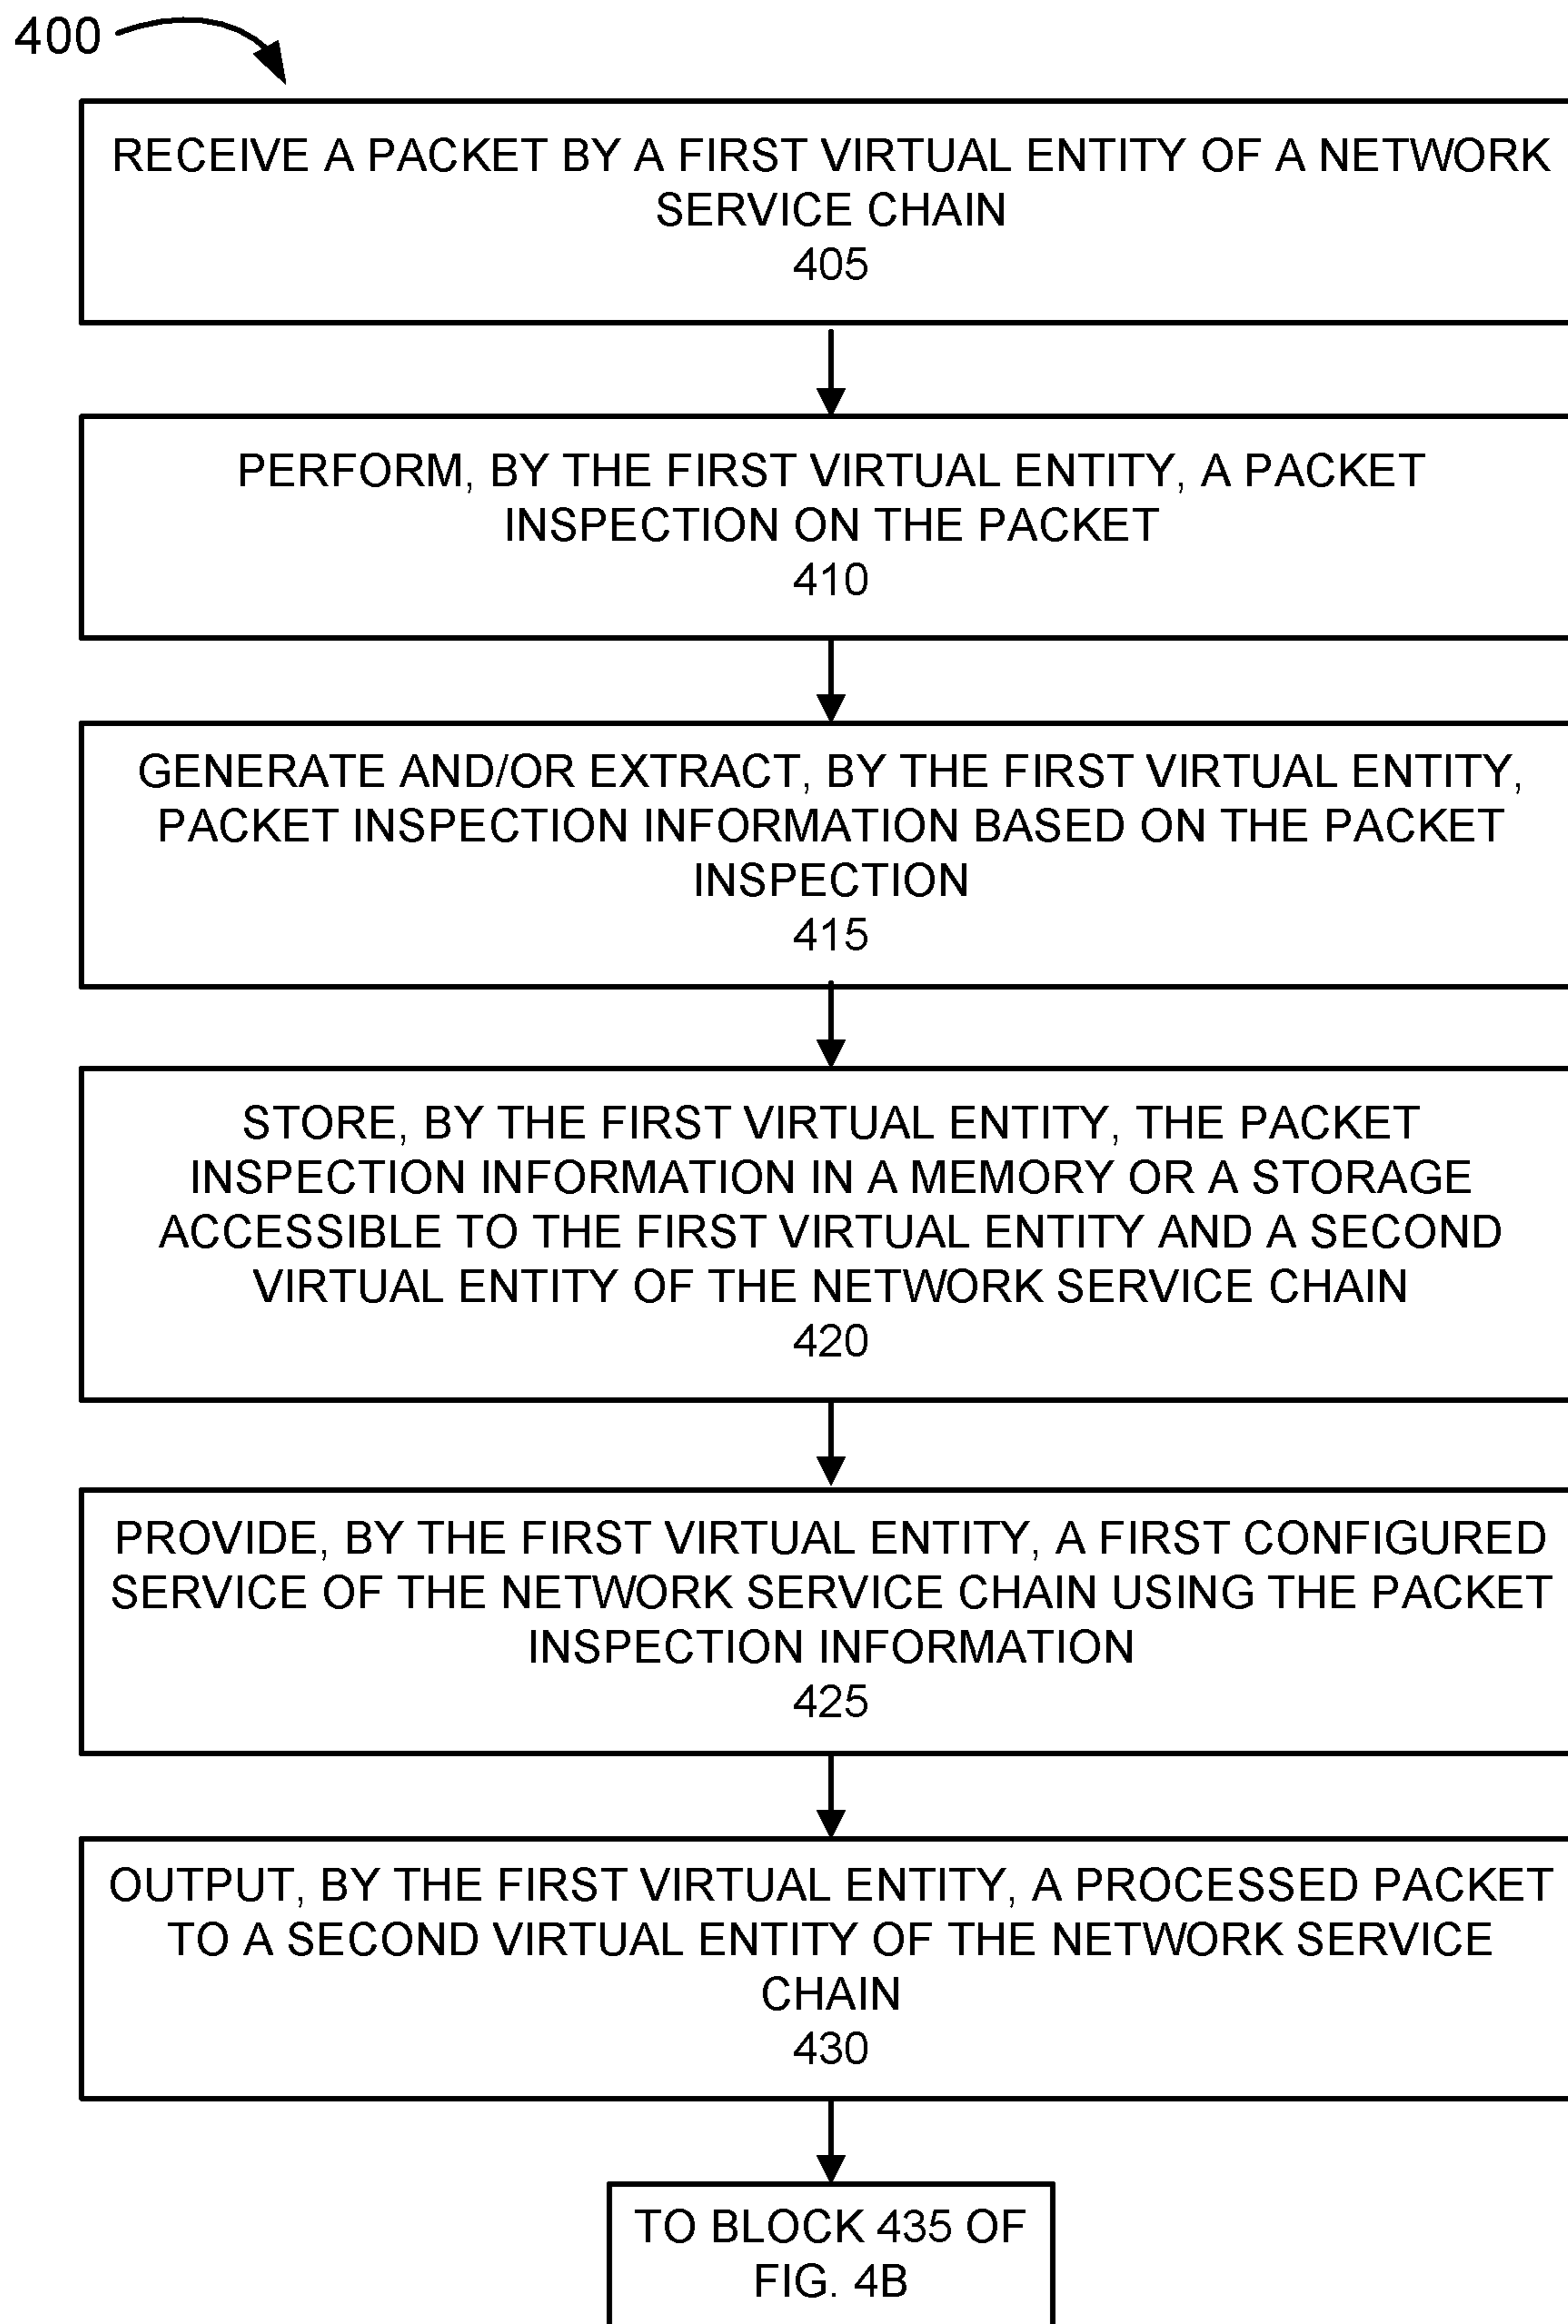 400
RECEIVE A PACKET BY A FIRST VIRTUAL ENTITY OF A NETWORK
SERVICE CHAIN
405
PERFORM, BY THE FIRST VIRTUAL ENTITY, A PACKET
INSPECTION ON THE PACKET
410
GENERATE AND/OR EXTRACT, BY THE FIRST VIRTUAL ENTITY,
PACKET INSPECTION INFORMATION BASED ON THE PACKET
INSPECTION
415
STORE, BY THE FIRST VIRTUAL ENTITY, THE PACKET
INSPECTION INFORMATION IN A MEMORY OR A STORAGE
ACCESSIBLE TO THE FIRST VIRTUAL ENTITY AND A SECOND
VIRTUAL ENTITY OF THE NETWORK SERVICE CHAIN
420
PROVIDE, BY THE FIRST VIRTUAL ENTITY, A FIRST CONFIGURED
SERVICE OF THE NETWORK SERVICE CHAIN USING THE PACKET
INSPECTION INFORMATION
425
OUTPUT, BY THE FIRST VIRTUAL ENTITY, A PROCESSED PACKET
TO A SECOND VIRTUAL ENTITY OF THE NETWORK SERVICE
CHAIN
430
TO BLOCK 435 OF
FIG. 4B